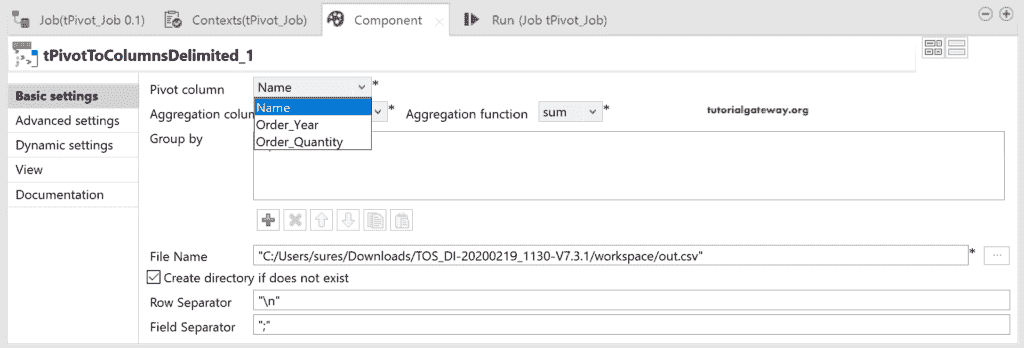 Job(tPivot_Job 0.1) Contexts(tPivot_Job) Component Run (Job tPivot_Job)
tPivotToColumnsDelimited_1
Basic settings
Advanced settings
Dynamic settings
View
Documentation
Pivot column Name *
Name
Order_Year
Order_Quantity
Aggregation colu * Aggregation function sum *
tutorialgateway.org
Group by
File Name "C:/Users/sures/Downloads/TOS_DI-20200219_1130-V7.3.1/workspace/out.csv" * ...
Create directory if does not exist
Row Separator "\n"
Field Separator ";"